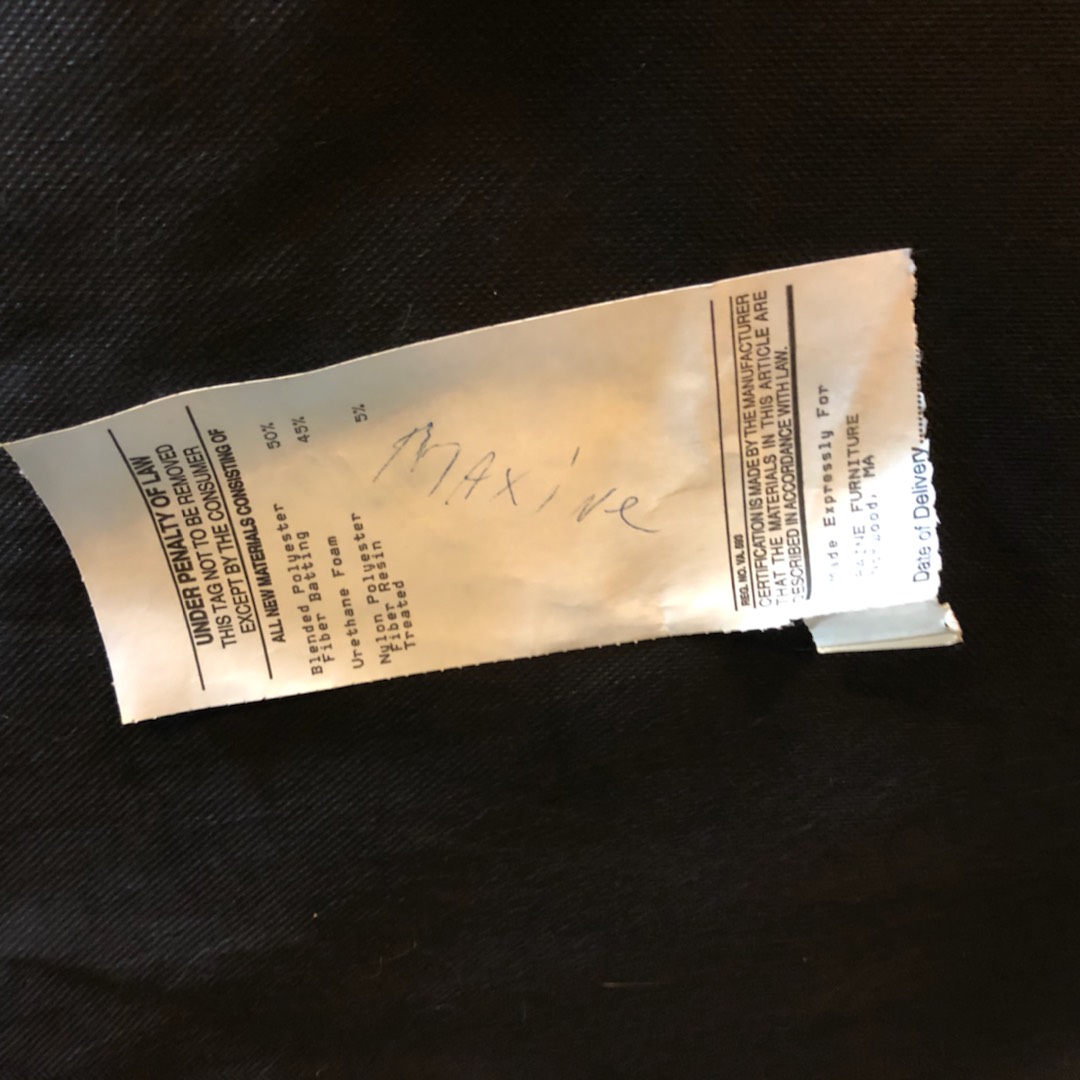 UNDER PENALTY OF LAW
THIS TAG NOT TO BE REMOVED
EXCEPT BY THE CONSUMER
ALL NEW MATERIALS CONSISTING OF
Blended Polyester
Fiber Batting 50%
Urethane Foam 45%
Nylon Polyester
Fiber Resin
Treated 5%
Maxine
REG. NO. VA.
CERTIFICATION IS MADE BY THE MANUFACTURER
THAT THE MATERIALS IN THIS ARTICLE ARE
DESCRIBED IN ACCORDANCE WITH LAW.
Made Expressly For
PAINE FURNITURE
MA
Date of Delivery